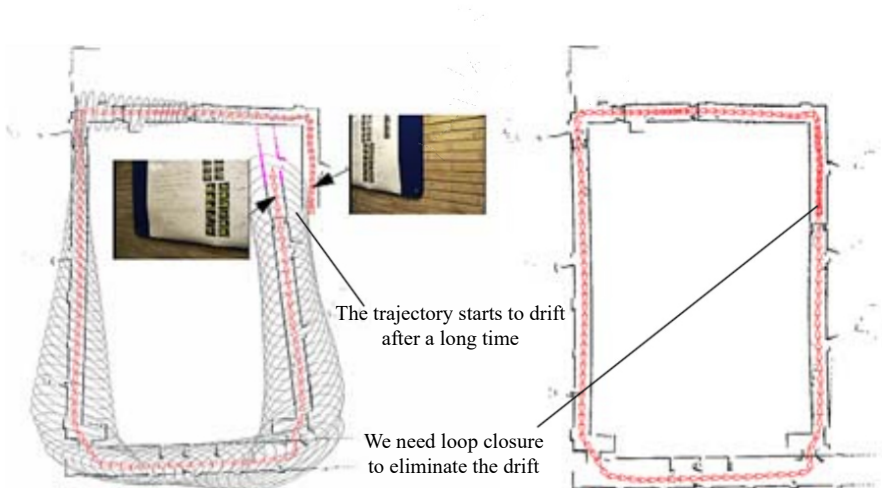 The trajectory starts to drift
after a long time
We need loop closure
to eliminate the drift